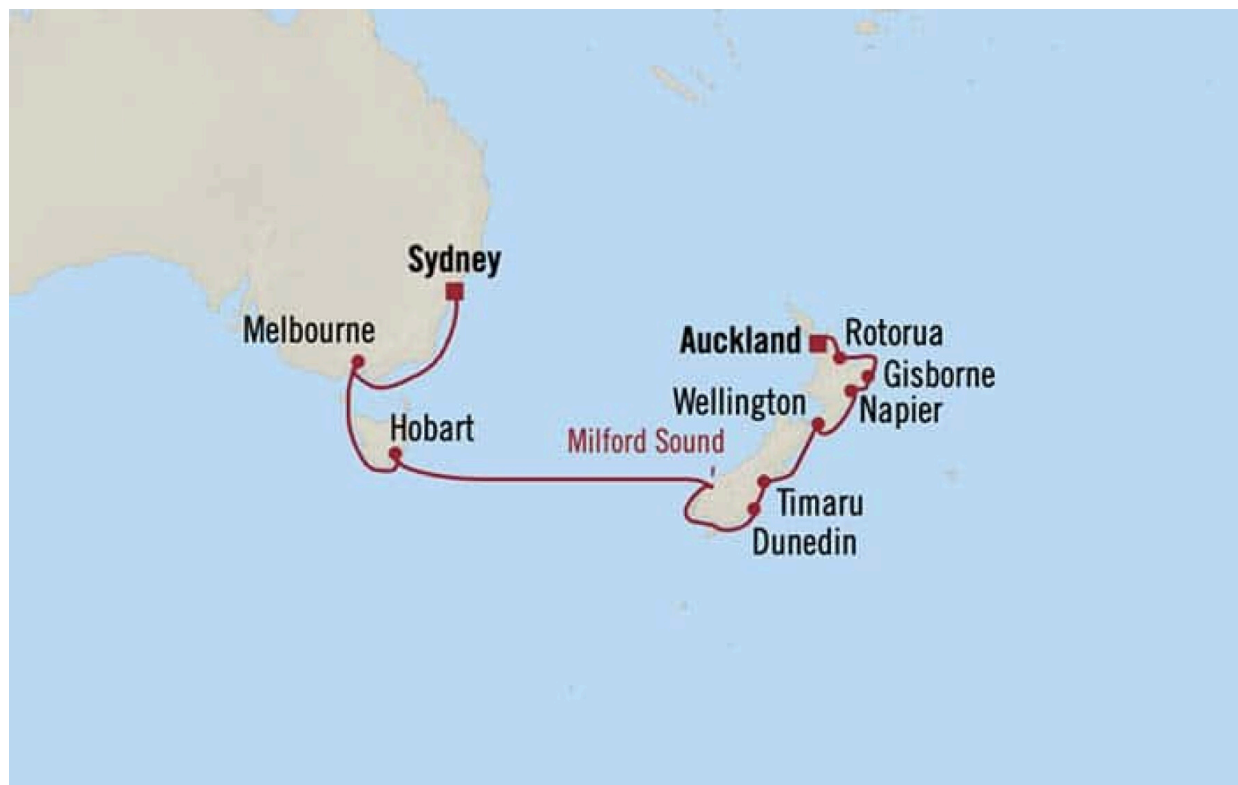 Sydney
Melbourne
Hobart
Auckland
Rotorua
Gisborne
Napier
Wellington
Milford Sound
Timaru
Dunedin